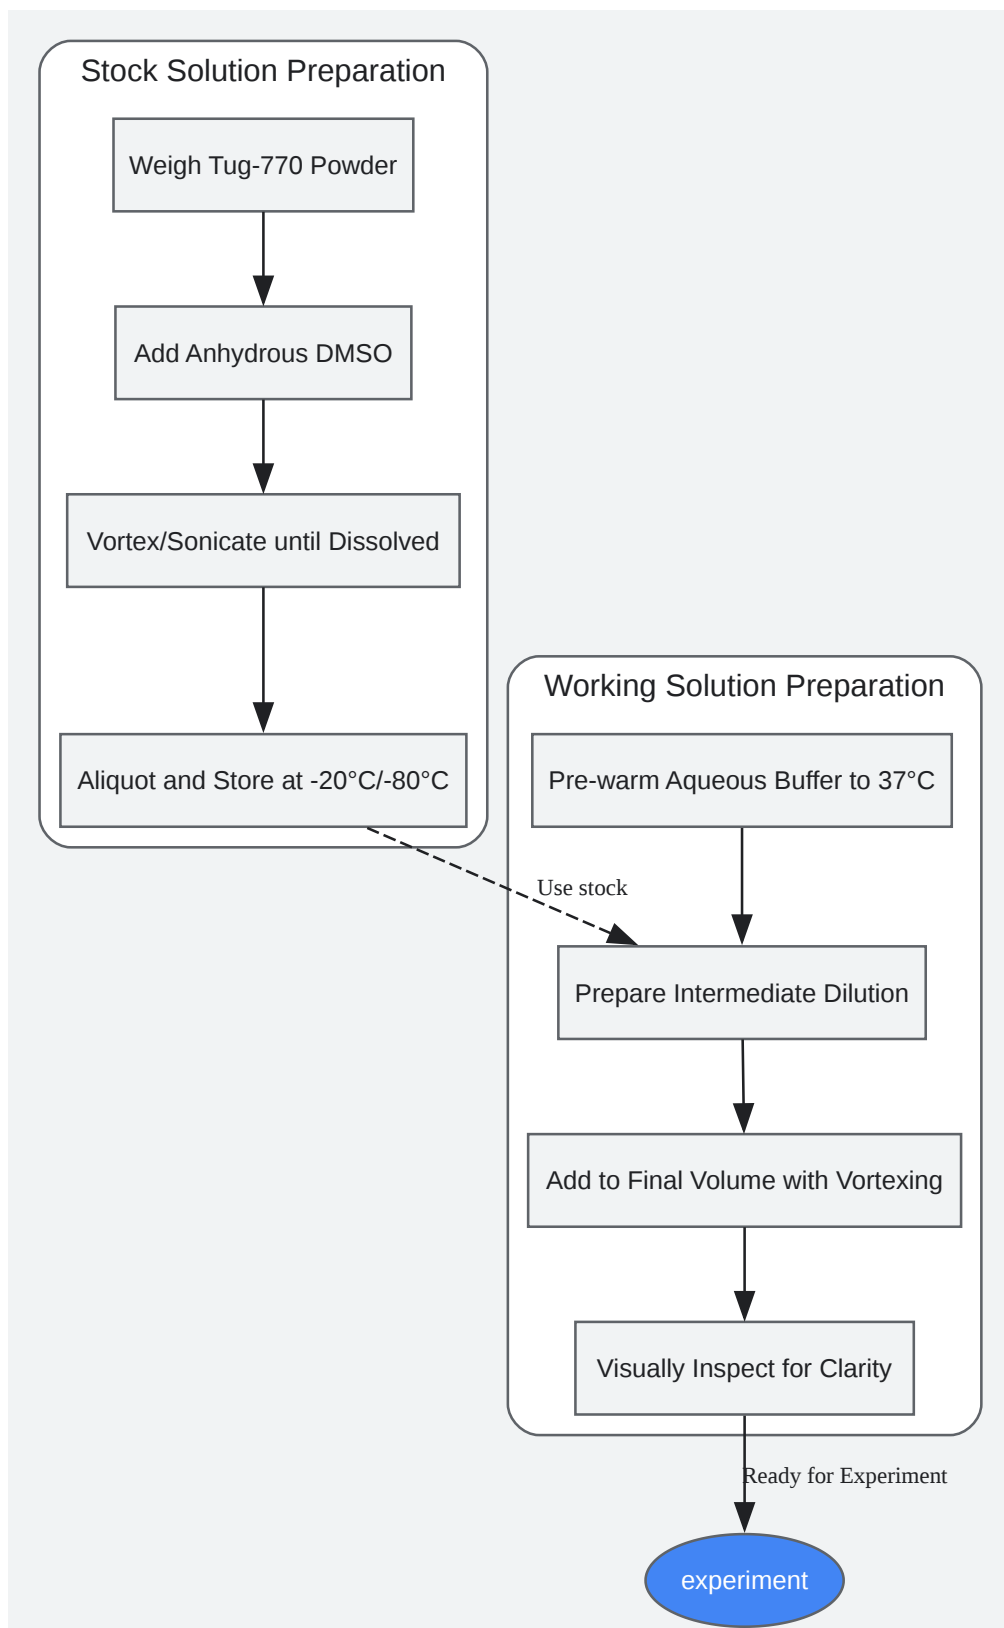 Stock Solution Preparation
Weigh Tug-770 Powder
Add Anhydrous DMSO
Vortex/Sonicate until Dissolved
Aliquot and Store at -20°C/-80°C
Use stock
Working Solution Preparation
Pre-warm Aqueous Buffer to 37°C
Prepare Intermediate Dilution
Add to Final Volume with Vortexing
Visually Inspect for Clarity
Ready for Experiment
experiment